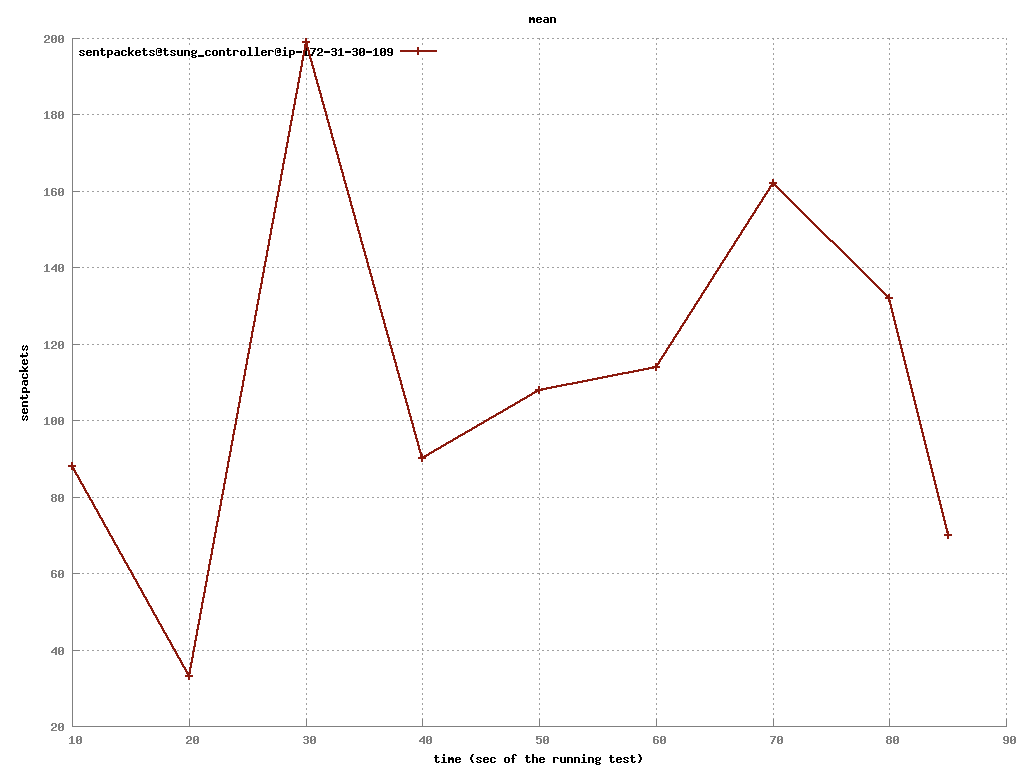 mean
200
sentpackets@tsung_controller@ip-172-31-30-109
180
160
140
120
sentpackets
100
80
60
40
20
10 20 30 40 50 60 70 80 90
time (sec of the running test)